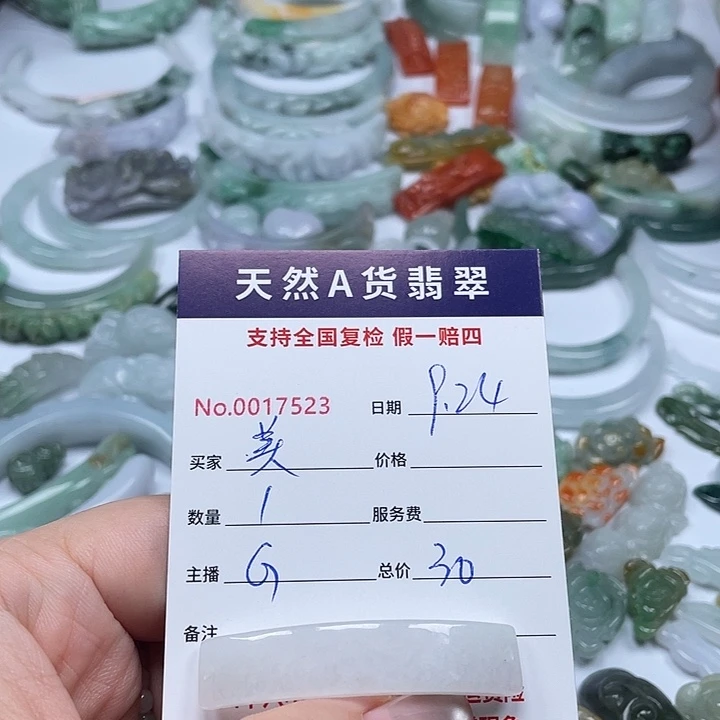 天然A货翡翠
支持全国复检 假一赔四
No.0017523 日期 9.24
买家 英 价格
数量 1 服务费
主播 G 总价 30
备注